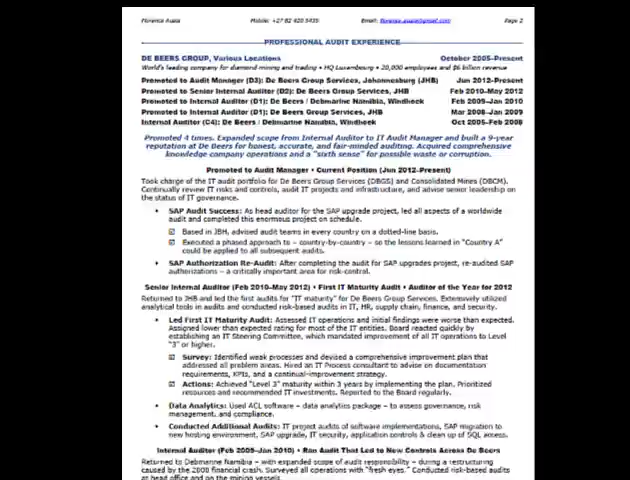 Florence Auala Mobile: +27 82 420 5435 Email: Page 2
PROFESSIONAL AUDIT EXPERIENCE
DE BEERS GROUP, Various Locations October 2005–Present
World's leading company for diamond mining and trading • HQ Luxembourg • 20,000 employees and $6 billion revenue
Promoted to Audit Manager (D3): De Beers Group Services, Johannesburg (JHB) Jun 2012–Present
Promoted to Senior Internal Auditor (D2): De Beers Group Services, JHB Feb 2010–May 2012
Promoted to Internal Auditor (D1): De Beers / Debmarine Namibia, Windhoek Feb 2009–Jan 2010
Promoted to Internal Auditor (D1): De Beers Group Services, JHB Mar 2008–Jan 2009
Internal Auditor (C4): De Beers / Debmarine Namibia, Windhoek Oct 2005–Feb 2008
Promoted 4 times. Expanded scope from Internal Auditor to IT Audit Manager and built a 9-year
reputation at De Beers for honest, accurate, and fair-minded auditing. Acquired comprehensive
knowledge company operations and a "sixth sense" for possible waste or corruption.
Promoted to Audit Manager • Current Position (Jun 2012–Present)
Took charge of the IT audit portfolio for De Beers Group Services (DBGS) and Consolidated Mines (DBCM).
Continually review IT risks and controls, audit IT projects and infrastructure, and advise senior leadership on
the status of IT governance.
• SAP Audit Success: As head auditor for the SAP upgrade project, led all aspects of a worldwide
audit and completed this enormous project on schedule.
☑ Based in JBH, advised audit teams in every country on a dotted-line basis.
☑ Executed a phased approach to – country-by-country – so the lessons learned in "Country A"
could be applied to all subsequent audits.
• SAP Authorization Re-Audit: After completing the audit for SAP upgrades project, re-audited SAP
authorizations – a critically important area for risk-control.
Senior Internal Auditor (Feb 2010–May 2012) • First IT Maturity Audit • Auditor of the Year for 2012
Returned to JHB and led the first audits for "IT maturity" for De Beers Group Services. Extensively utilized
analytical tools in audits and conducted risk-based audits in IT, HR, supply chain, finance, and security.
• Led First IT Maturity Audit: Assessed IT operations and initial findings were worse than expected.
Assigned lower than expected rating for most of the IT entities. Board reacted quickly by
establishing an IT Steering Committee, which mandated improvement of all IT operations to Level
"3" or higher.
☑ Survey: Identified weak processes and devised a comprehensive improvement plan that
addressed all problem areas. Hired an IT Process consultant to advise on documentation
requirements, KPIs, and a continual-improvement strategy.
☑ Actions: Achieved "Level 3" maturity within 3 years by implementing the plan. Prioritized
resources and recommended IT investments. Reported to the Board regularly.
• Data Analytics: Used ACL software – data analytics package – to assess governance, risk
management, and compliance.
• Conducted Additional Audits: IT project audits of software implementations, SAP migration to
new hosting environment, SAP upgrade, IT security, application controls & clean up of SQL access.
Internal Auditor (Feb 2009–Jan 2010) • Ran Audit That Led to New Controls Across De Beers
Returned to Debmarine Namibia – with expanded scope of audit responsibility – during a restructuring
caused by the 2008 financial crash. Surveyed all operations with "fresh eyes." Conducted risk-based audits
at head office and on the mining vessels.